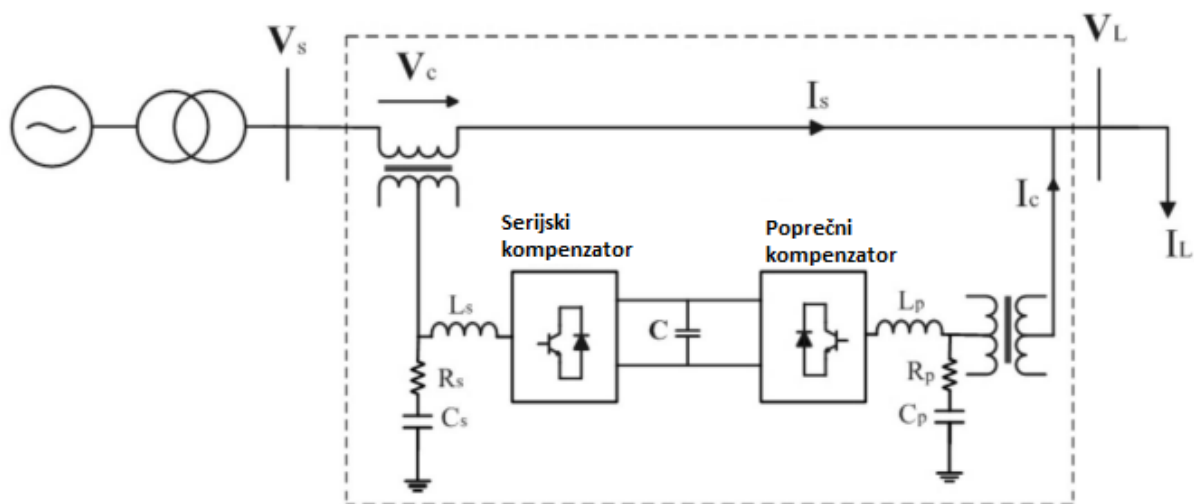 Vs
VL
Vc
Is
Ic
IL
Serijski
kompenzator
Poprečni
kompenzator
Ls
Lp
C
Rs
Rp
Cs
Cp